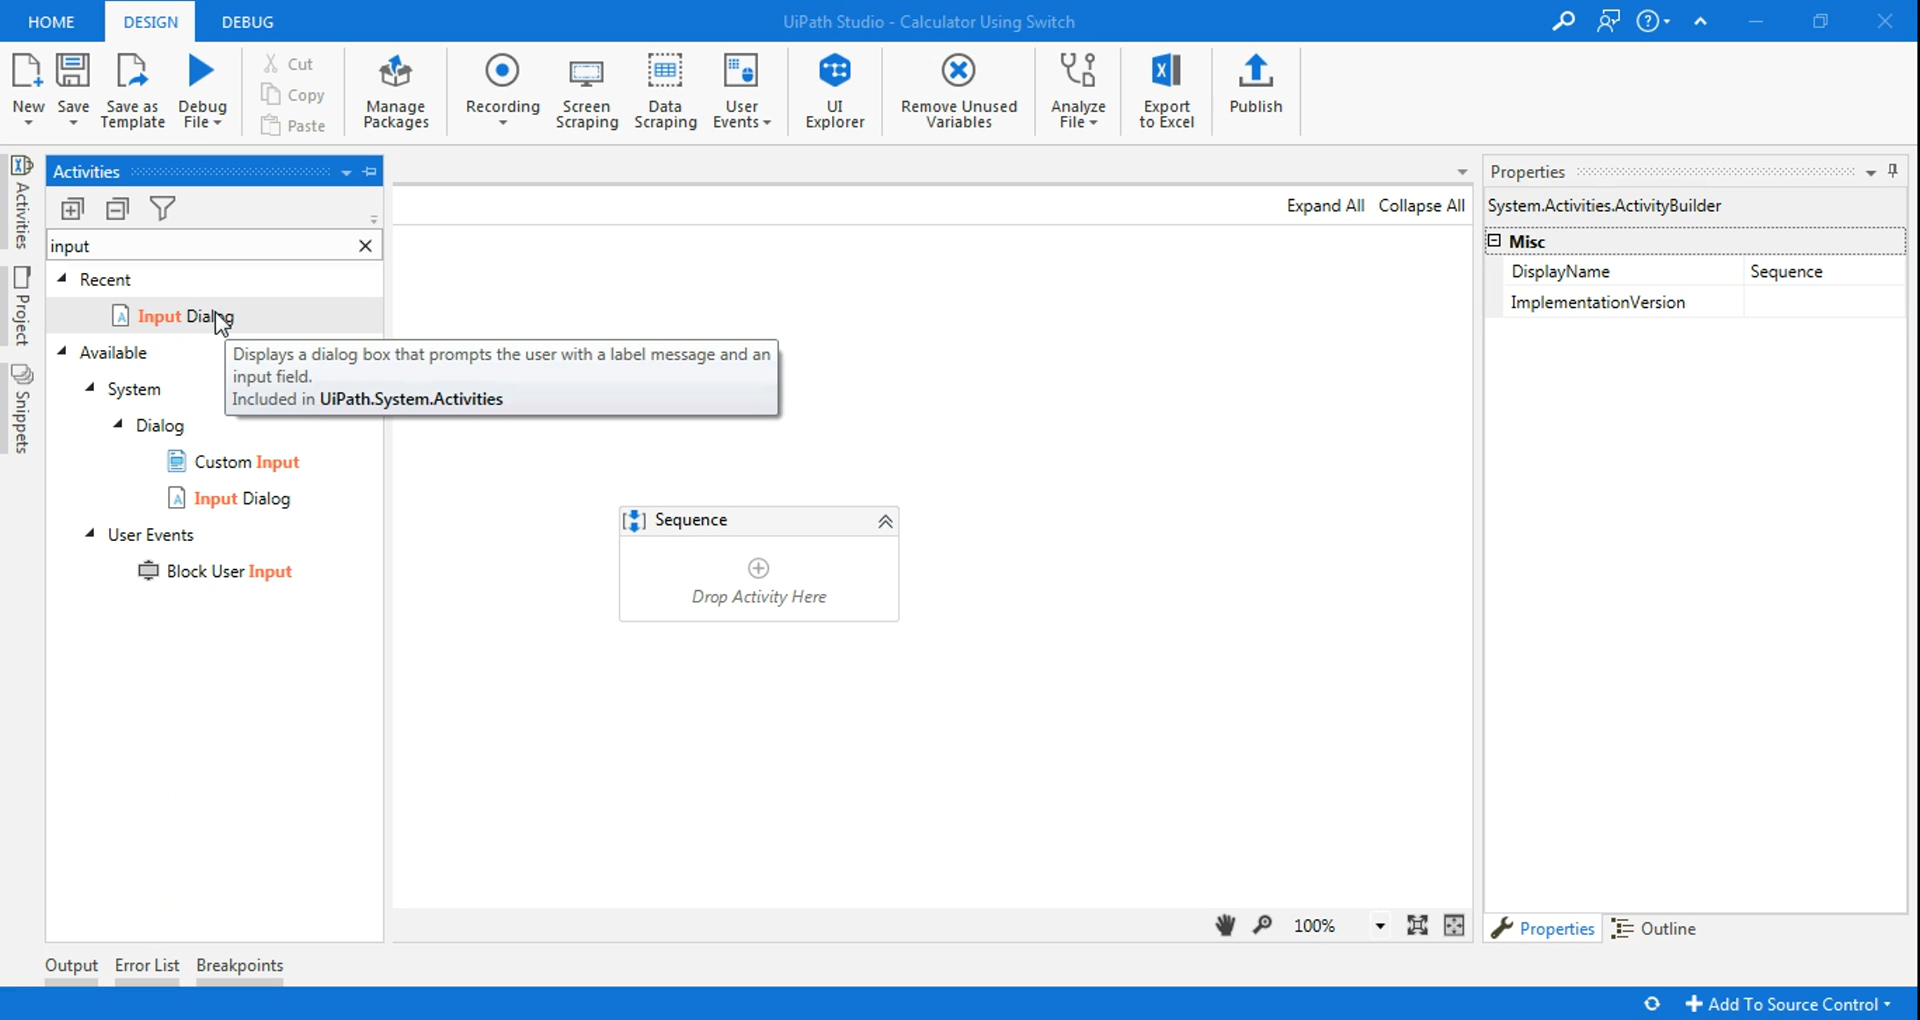 HOME DESIGN DEBUG UiPath Studio - Calculator Using Switch
New Save Save as Template Debug File Cut Copy Paste Manage Packages Recording Screen Scraping Data Scraping User Events UI Explorer Remove Unused Variables Analyze File Export to Excel Publish
Activities
Project
Snippets
Activities
input
Recent
Input Dialog
Available
System
Dialog
Custom Input
Input Dialog
User Events
Block User Input
Displays a dialog box that prompts the user with a label message and an
input field.
Included in UiPath.System.Activities
Expand All Collapse All
Sequence
Drop Activity Here
100%
Properties
System.Activities.ActivityBuilder
Misc
DisplayName Sequence
ImplementationVersion
Properties Outline
Output Error List Breakpoints
Add To Source Control